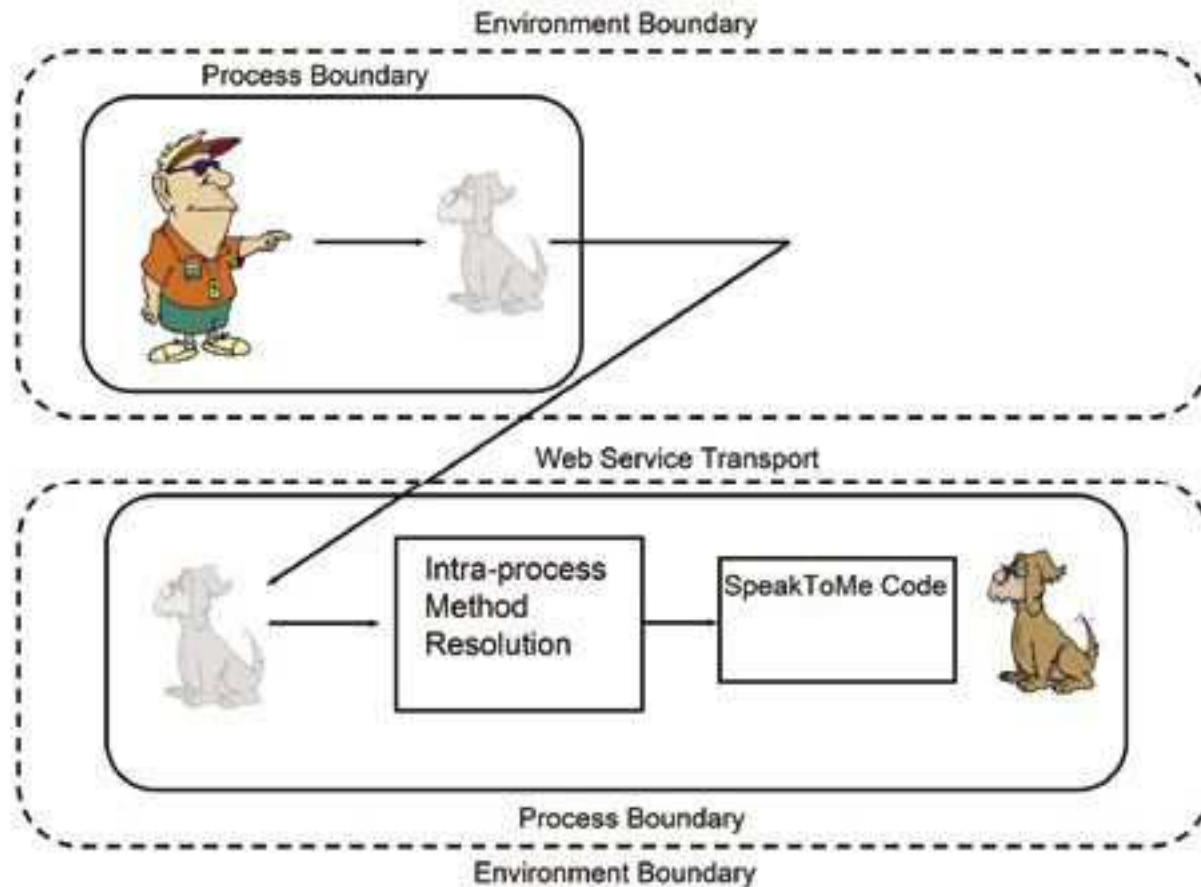 Environment Boundary
Process Boundary
Web Service Transport
Intra-process
Method
Resolution
SpeakToMe Code
Process Boundary
Environment Boundary